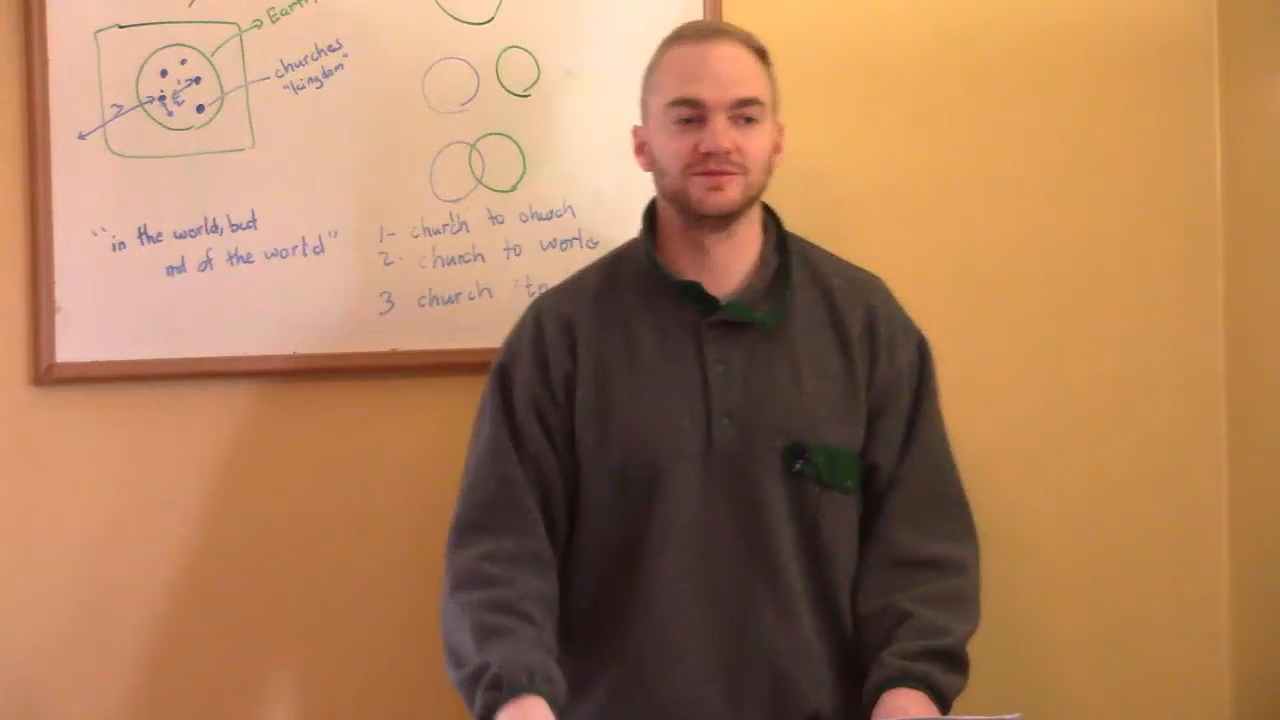 Earth
churches
"kingdom"
"in the world, but
not of the world"
1- church to church
2. church to world
3 church to